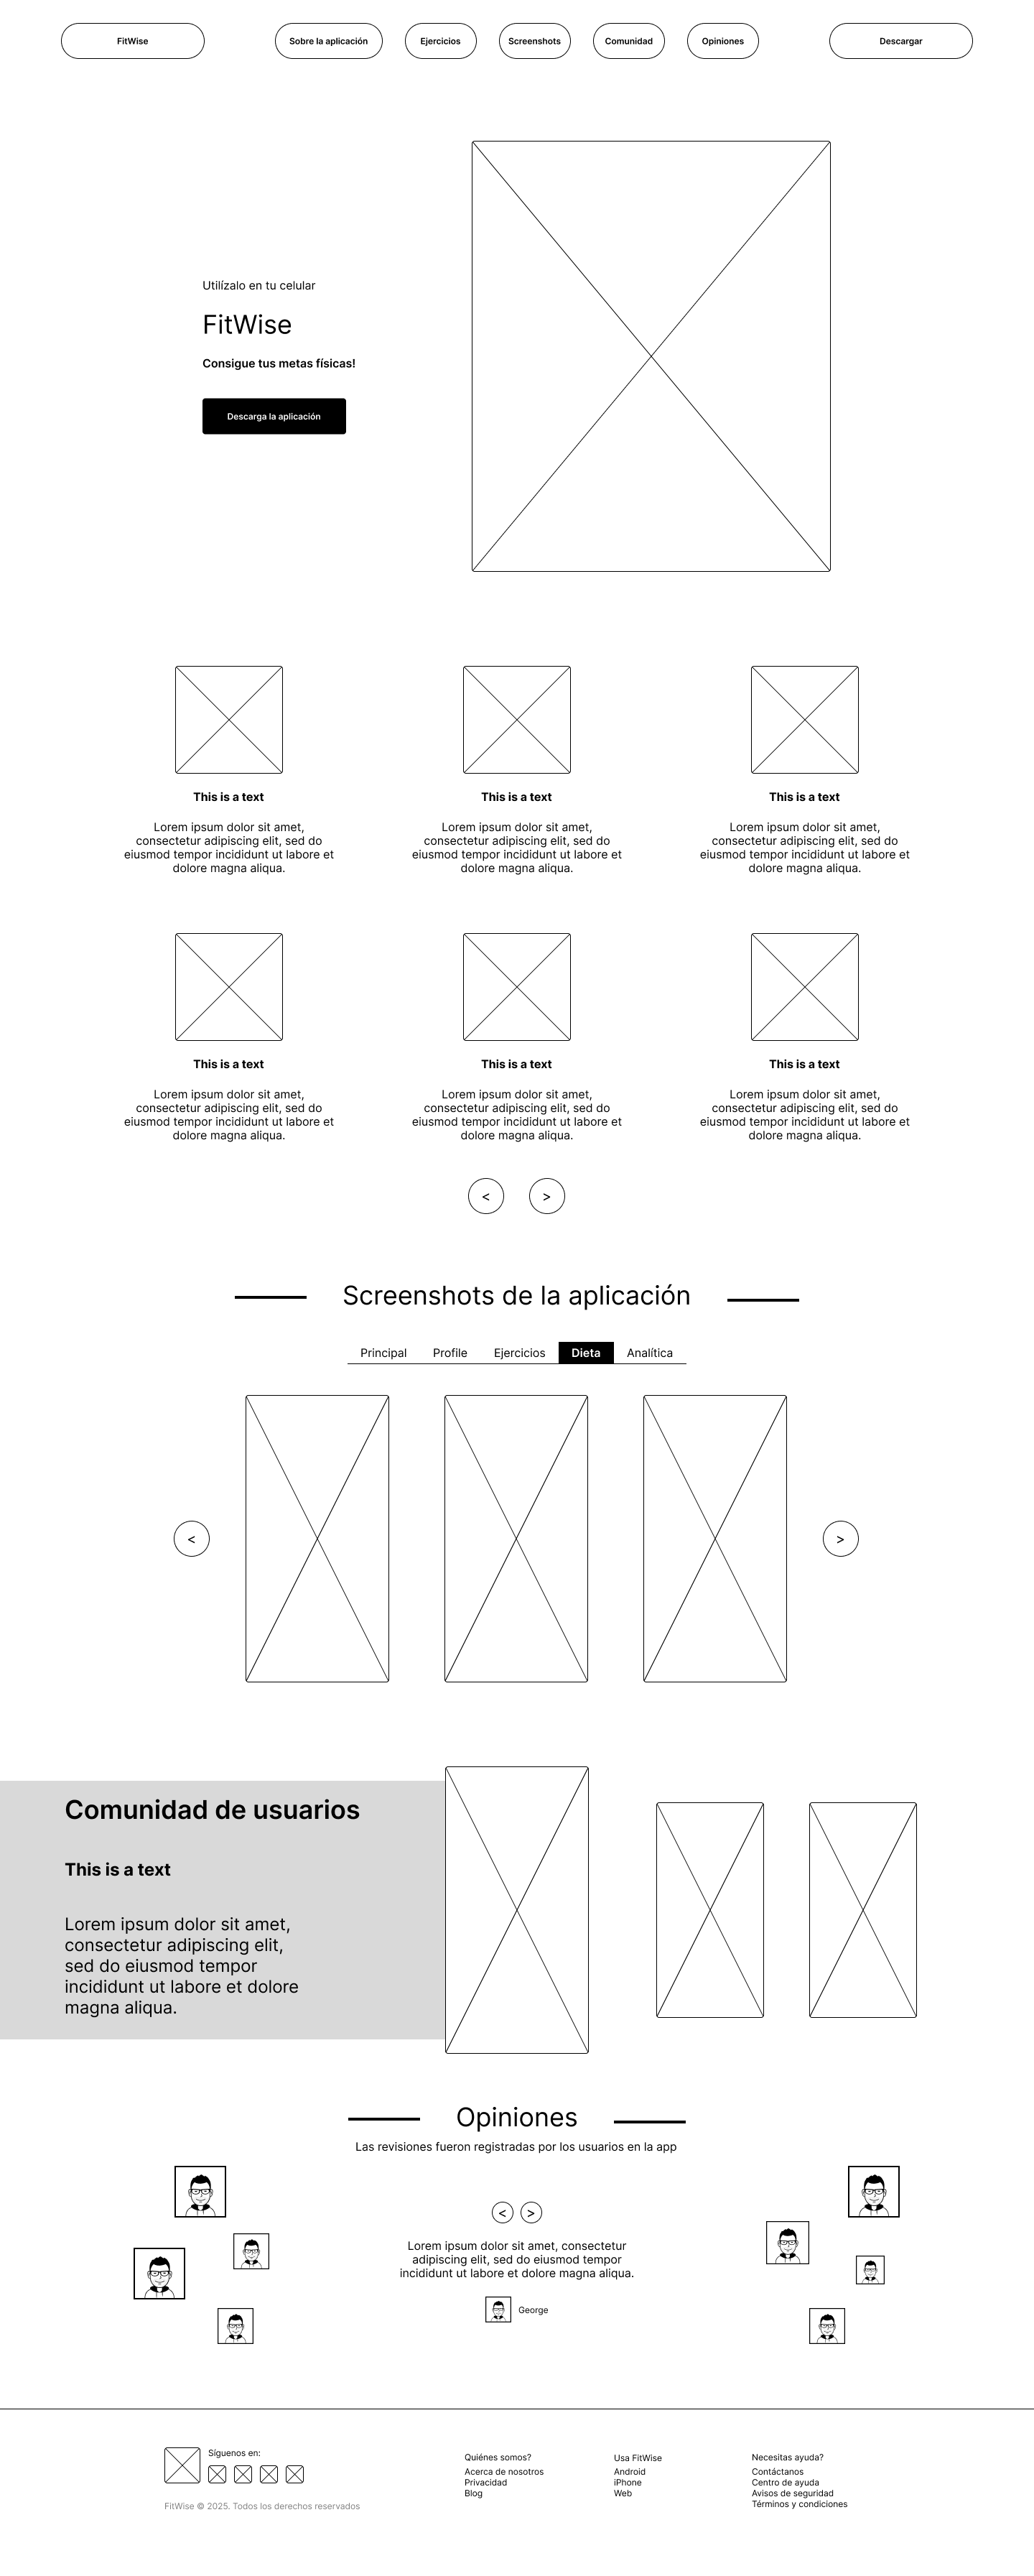 FitWise
Sobre la aplicación
Ejercicios
Screenshots
Comunidad
Opiniones
Descargar
Utilízalo en tu celular
FitWise
Consigue tus metas físicas!
Descarga la aplicación
This is a text
Lorem ipsum dolor sit amet,
consectetur adipiscing elit, sed do
eiusmod tempor incididunt ut labore et
dolore magna aliqua.
This is a text
Lorem ipsum dolor sit amet,
consectetur adipiscing elit, sed do
eiusmod tempor incididunt ut labore et
dolore magna aliqua.
This is a text
Lorem ipsum dolor sit amet,
consectetur adipiscing elit, sed do
eiusmod tempor incididunt ut labore et
dolore magna aliqua.
This is a text
Lorem ipsum dolor sit amet,
consectetur adipiscing elit, sed do
eiusmod tempor incididunt ut labore et
dolore magna aliqua.
This is a text
Lorem ipsum dolor sit amet,
consectetur adipiscing elit, sed do
eiusmod tempor incididunt ut labore et
dolore magna aliqua.
This is a text
Lorem ipsum dolor sit amet,
consectetur adipiscing elit, sed do
eiusmod tempor incididunt ut labore et
dolore magna aliqua.
< >
Screenshots de la aplicación
Principal Profile Ejercicios Dieta Analítica
< >
Comunidad de usuarios
This is a text
Lorem ipsum dolor sit amet,
consectetur adipiscing elit,
sed do eiusmod tempor
incididunt ut labore et dolore
magna aliqua.
Opiniones
Las revisiones fueron registradas por los usuarios en la app
< >
Lorem ipsum dolor sit amet, consectetur
adipiscing elit, sed do eiusmod tempor
incididunt ut labore et dolore magna aliqua.
George
Síguenos en:
FitWise © 2025. Todos los derechos reservados
Quiénes somos?
Acerca de nosotros
Privacidad
Blog
Usa FitWise
Android
iPhone
Web
Necesitas ayuda?
Contáctanos
Centro de ayuda
Avisos de seguridad
Términos y condiciones